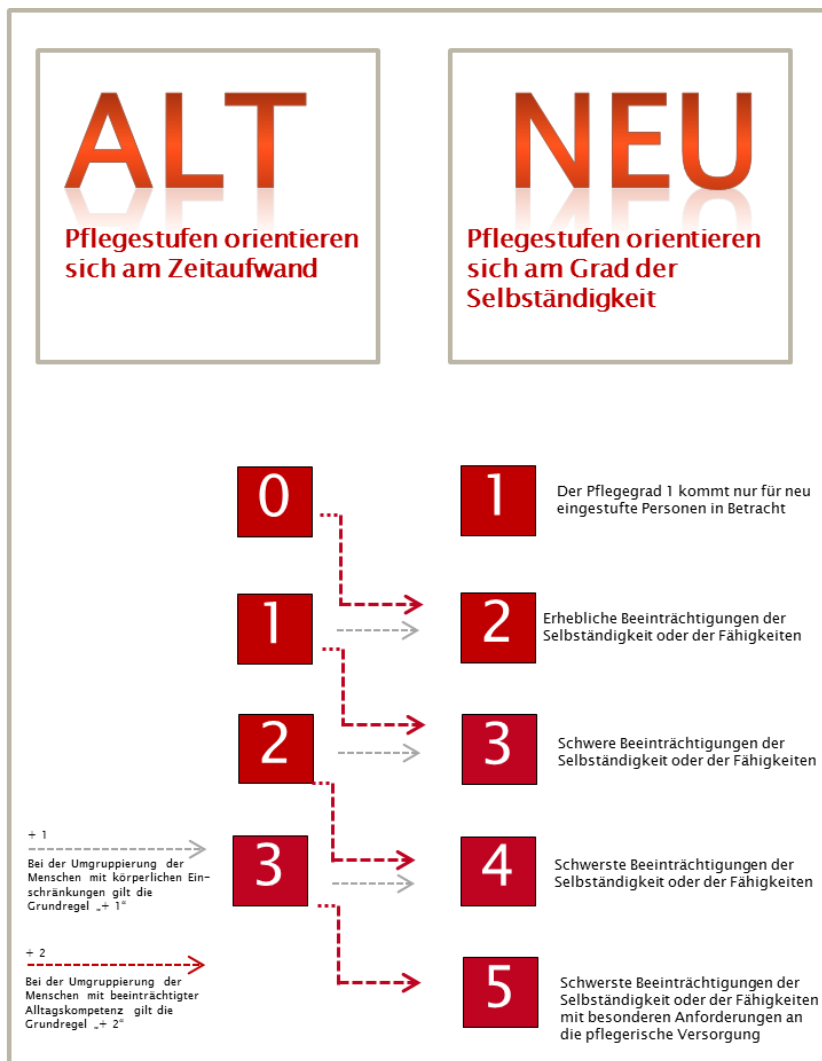 ALT
Pflegestufen orientieren
sich am Zeitaufwand
NEU
Pflegestufen orientieren
sich am Grad der
Selbständigkeit
0
1
Der Pflegegrad 1 kommt nur für neu
eingestufte Personen in Betracht
1
2
Erhebliche Beeinträchtigungen der
Selbständigkeit oder der Fähigkeiten
2
3
Schwere Beeinträchtigungen der
Selbständigkeit oder der Fähigkeiten
+ 1
Bei der Umgruppierung der
Menschen mit körperlichen Ein-
schränkungen gilt die
Grundregel „+ 1“
3
4
Schwerste Beeinträchtigungen der
Selbständigkeit oder der Fähigkeiten
+ 2
Bei der Umgruppierung der
Menschen mit beeinträchtigter
Alltagskompetenz gilt die
Grundregel „+ 2“
5
Schwerste Beeinträchtigungen der
Selbständigkeit oder der Fähigkeiten
mit besonderen Anforderungen an
die pflegerische Versorgung